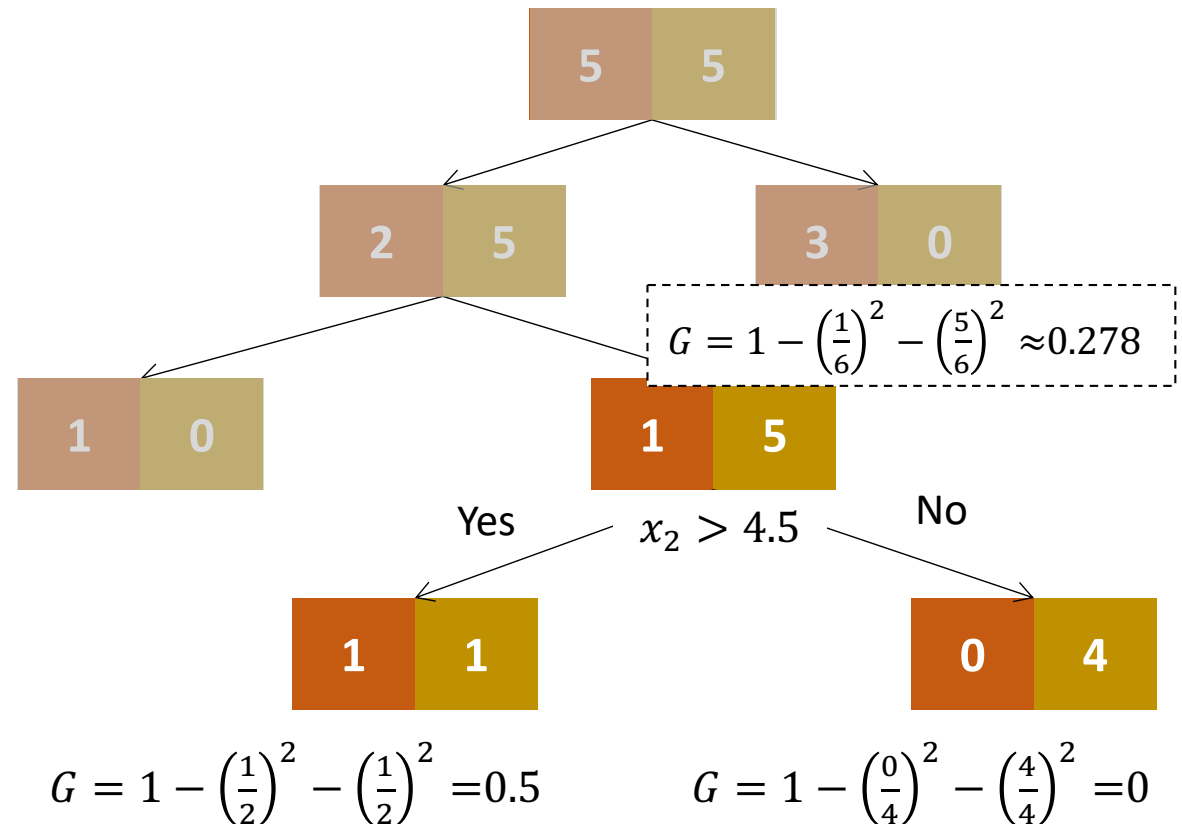 5 5
2 5 3 0
G = 1 − (1/6)² − (5/6)² ≈0.278
1 0 1 5
Yes x₂ > 4.5 No
1 1 0 4
G = 1 − (1/2)² − (1/2)² =0.5 G = 1 − (0/4)² − (4/4)² =0